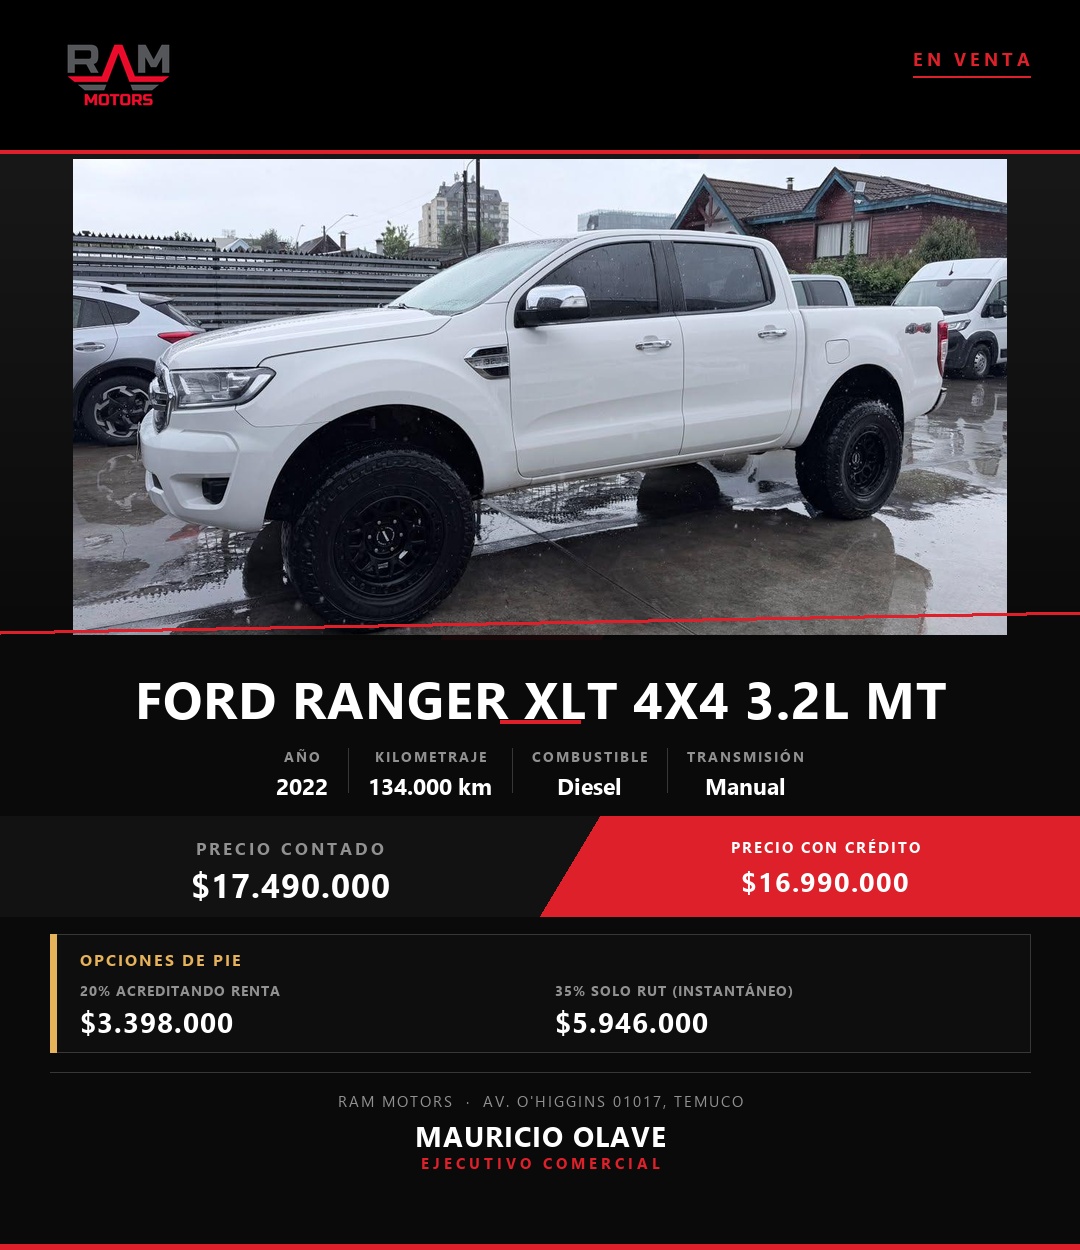 RAM
MOTORS
EN VENTA
4x4
FORD RANGER XLT 4X4 3.2L MT
AÑO
2022
KILOMETRAJE
134.000 km
COMBUSTIBLE
Diesel
TRANSMISIÓN
Manual
PRECIO CONTADO
$17.490.000
PRECIO CON CRÉDITO
$16.990.000
OPCIONES DE PIE
20% ACREDITANDO RENTA
$3.398.000
35% SOLO RUT (INSTANTÁNEO)
$5.946.000
RAM MOTORS · AV. O'HIGGINS 01017, TEMUCO
MAURICIO OLAVE
EJECUTIVO COMERCIAL